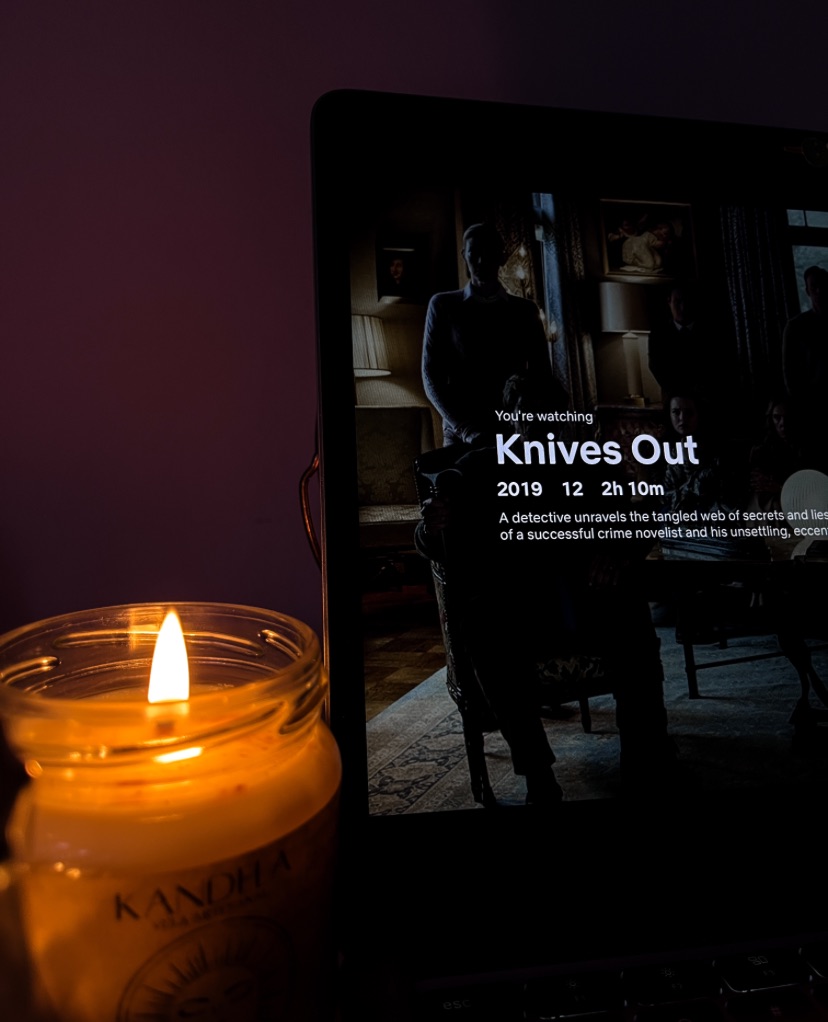 You're watching
Knives Out
2019 12 2h 10m
A detective unravels the tangled web of secrets and lies
of a successful crime novelist and his unsettling,
KANDHA
esc